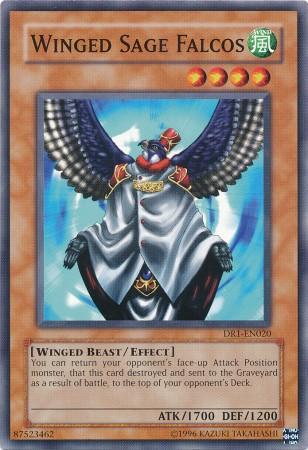 WINGED SAGE FALCOS
WIND
風
DR1-EN020
[WINGED BEAST/EFFECT]
You can return your opponent's face-up Attack Position
monster, that this card destroyed and sent to the Graveyard
as a result of battle, to the top of your opponent's Deck.
ATK/1700 DEF/1200
87523462
©1996 KAZUKI TAKAHASHI